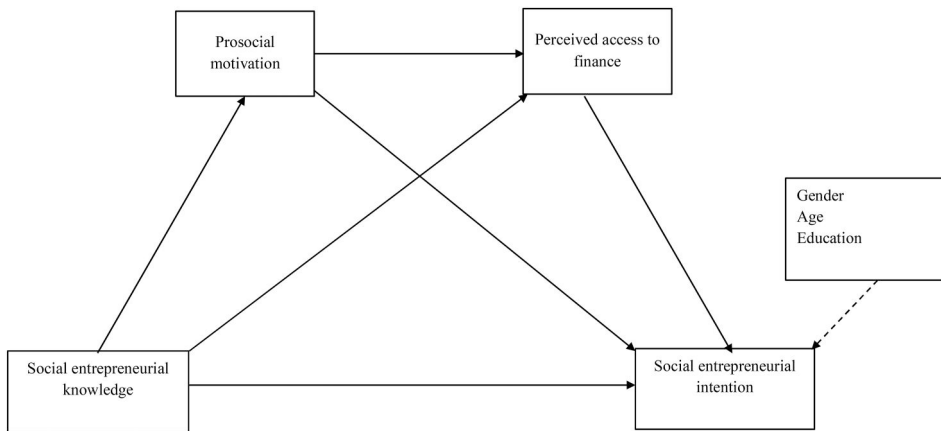 Prosocial
motivation
Perceived access to
finance
Gender
Age
Education
Social entrepreneurial
knowledge
Social entrepreneurial
intention